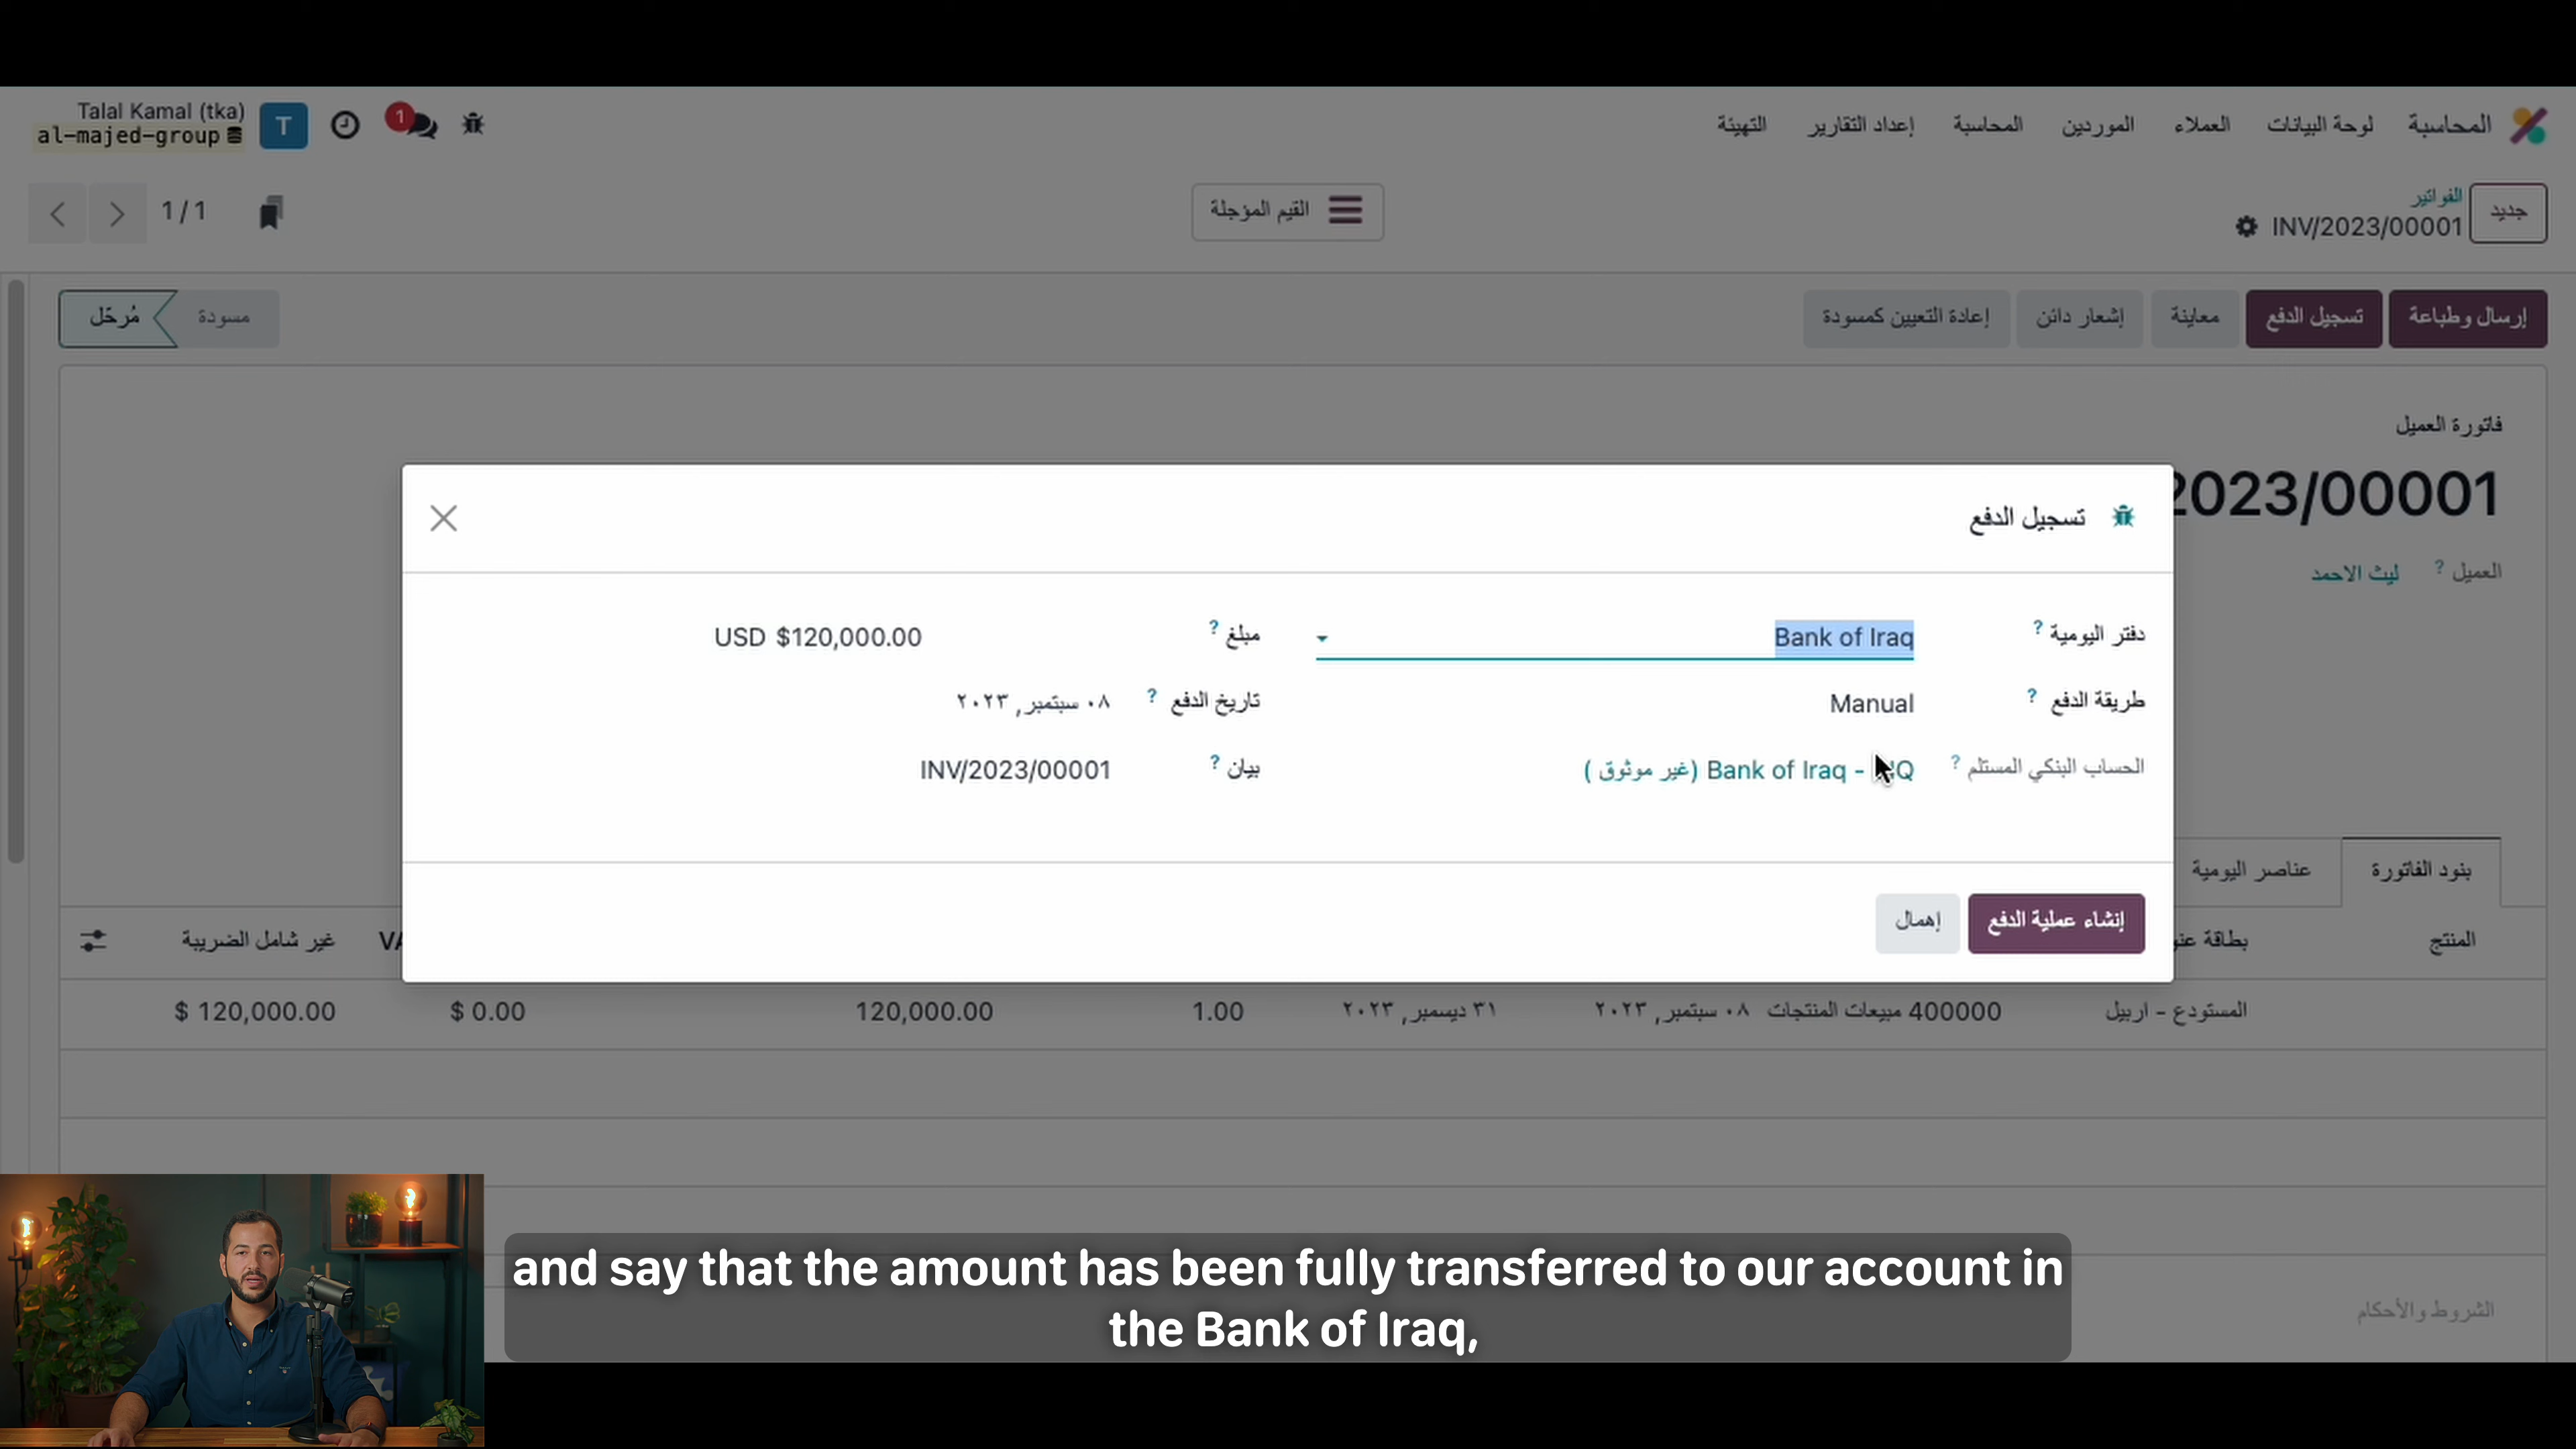 المحاسبة لوحة البيانات العملاء الموردين المحاسبة إعداد التقارير التهيئة
1
T
Talal Kamal (tka)
al-majed-group
جديد
الفواتير
INV/2023/00001
القيم المؤجلة
1 / 1
إرسال وطباعة تسجيل الدفع معاينة إشعار دائن إعادة التعيين كمسودة
مسودة مُرحّل
فاتورة العميل
2023/00001
العميل ? ليث الاحمد
تسجيل الدفع
دفتر اليومية ? Bank of Iraq
مبلغ ? USD $120,000.00
طريقة الدفع ? Manual
تاريخ الدفع ? ٠٨ سبتمبر, ٢٠٢٣
الحساب البنكي المستلم ? Bank of Iraq - (غير موثوق )
بيان ? INV/2023/00001
إنشاء عملية الدفع إهمال
بنود الفاتورة عناصر اليومية
المنتج بطاقة غير شامل الضريبة
المستودع - اربيل 400000 مبيعات المنتجات ٠٨ سبتمبر, ٢٠٢٣ ٣١ ديسمبر, ٢٠٢٣ 1.00 120,000.00 $ 0.00 $ 120,000.00
الشروط والأحكام
and say that the amount has been fully transferred to our account in
the Bank of Iraq,